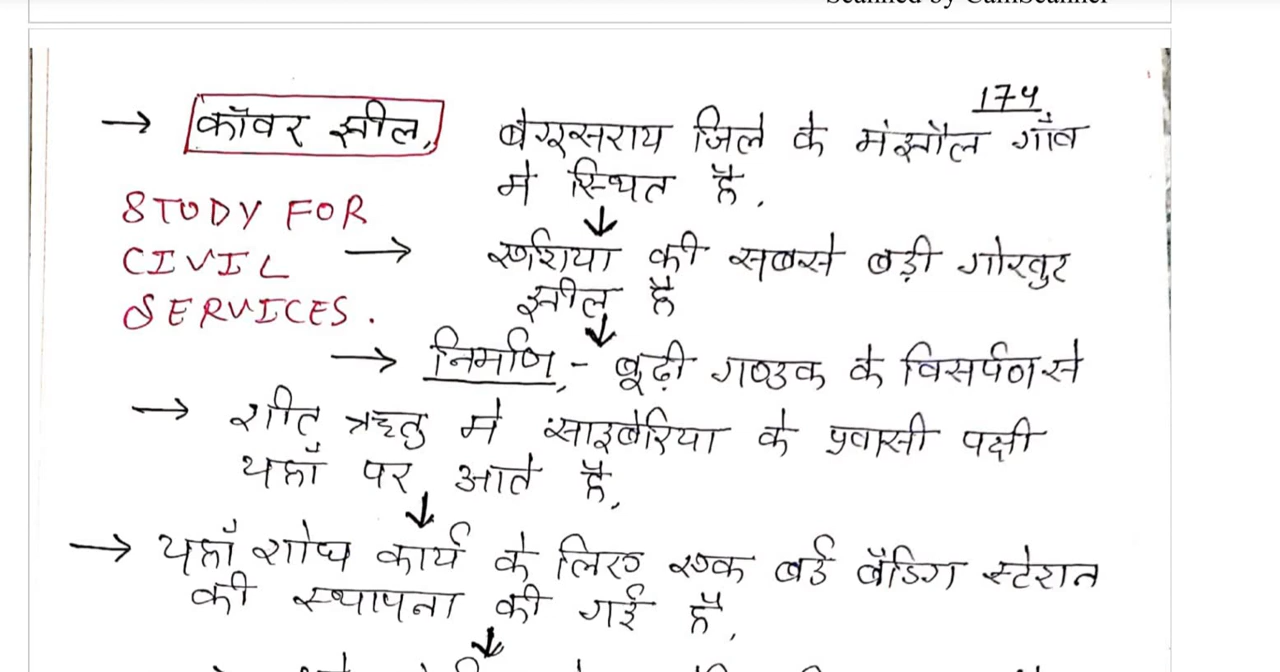 174
→ कॉवर झील, बेगूसराय जिले के मंझौल गाँव
में स्थित है.
↓
STUDY FOR
CIVIL
SERVICES.
→ एशिया की सबसे बड़ी गोखुर
झील है
↓
→ निर्माण,- बूढ़ी गण्डक के विसर्पण से
→ शीत ऋतु में साइबेरिया के प्रवासी पक्षी
यहाँ पर आते है,
↓
→ यहाँ शोध कार्य के लिए एक बर्ड बैंडिग स्टेशन
की स्थापना की गई है,
↓